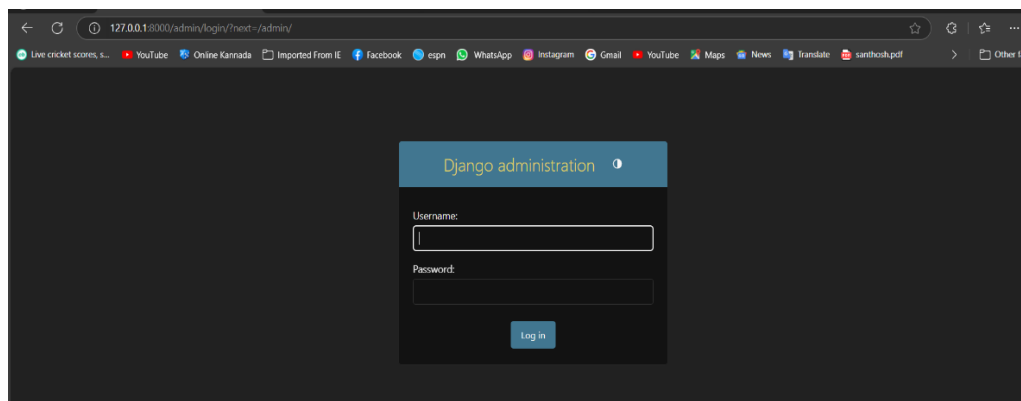 127.0.0.1:8000/admin/login/?next=/admin/
Live cricket scores, s... YouTube Online Kannada Imported From IE Facebook espn WhatsApp Instagram Gmail YouTube Maps News Translate santhosh.pdf Other f
Django administration
Username:
Password:
Log in